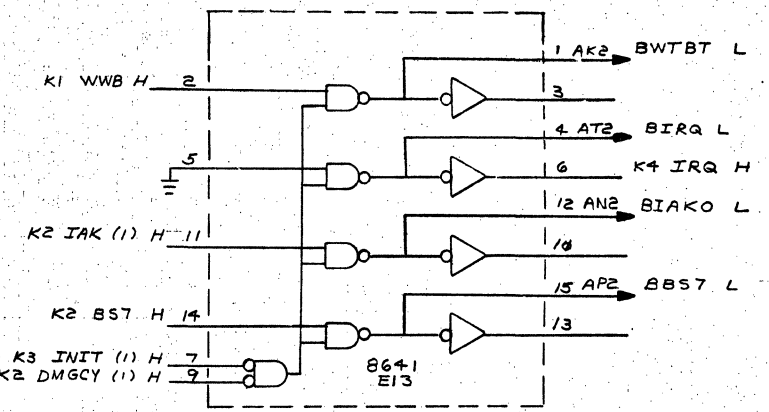 1 AK2 BWTBT L
K1 WWB H 2
3
4 AT2 BIRQ L
5
6 K4 IRQ H
12 AN2 BIAKO L
K2 IAK (1) H 11
10
15 AP2 BBS7 L
K2 BS7 H 14
13
K3 INIT (1) H 7
K2 DMGCY (1) H 9
8641
E13